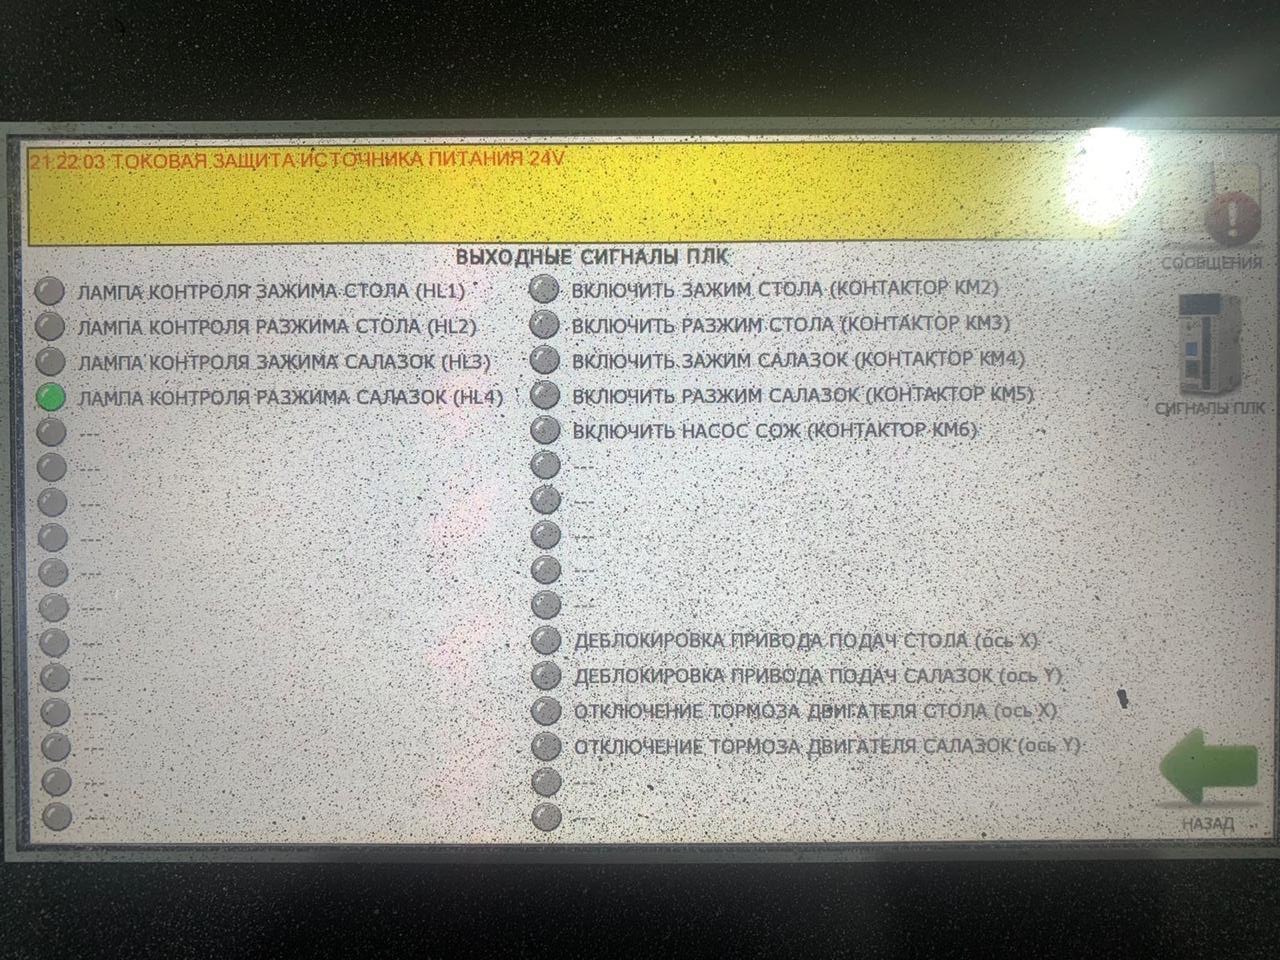 21:22:03 ТОКОВАЯ ЗАЩИТА ИСТОЧНИКА ПИТАНИЯ 24V
СООБЩЕНИЯ
ВЫХОДНЫЕ СИГНАЛЫ ПЛК
ЛАМПА КОНТРОЛЯ ЗАЖИМА СТОЛА (HL1)
ЛАМПА КОНТРОЛЯ РАЗЖИМА СТОЛА (HL2)
ЛАМПА КОНТРОЛЯ ЗАЖИМА САЛАЗОК (HL3)
ЛАМПА КОНТРОЛЯ РАЗЖИМА САЛАЗОК (HL4)
---
---
---
---
---
---
---
---
---
---
---
---
ВКЛЮЧИТЬ ЗАЖИМ СТОЛА (КОНТАКТОР КМ2)
ВКЛЮЧИТЬ РАЗЖИМ СТОЛА (КОНТАКТОР КМ3)
ВКЛЮЧИТЬ ЗАЖИМ САЛАЗОК (КОНТАКТОР КМ4)
ВКЛЮЧИТЬ РАЗЖИМ САЛАЗОК (КОНТАКТОР КМ5)
ВКЛЮЧИТЬ НАСОС СОЖ (КОНТАКТОР КМ6)
---
---
---
---
---
ДЕБЛОКИРОВКА ПРИВОДА ПОДАЧ СТОЛА (ось X)
ДЕБЛОКИРОВКА ПРИВОДА ПОДАЧ САЛАЗОК (ось Y)
ОТКЛЮЧЕНИЕ ТОРМОЗА ДВИГАТЕЛЯ СТОЛА (ось X)
ОТКЛЮЧЕНИЕ ТОРМОЗА ДВИГАТЕЛЯ САЛАЗОК (ось Y)
---
---
СИГНАЛЫ ПЛК
НАЗАД